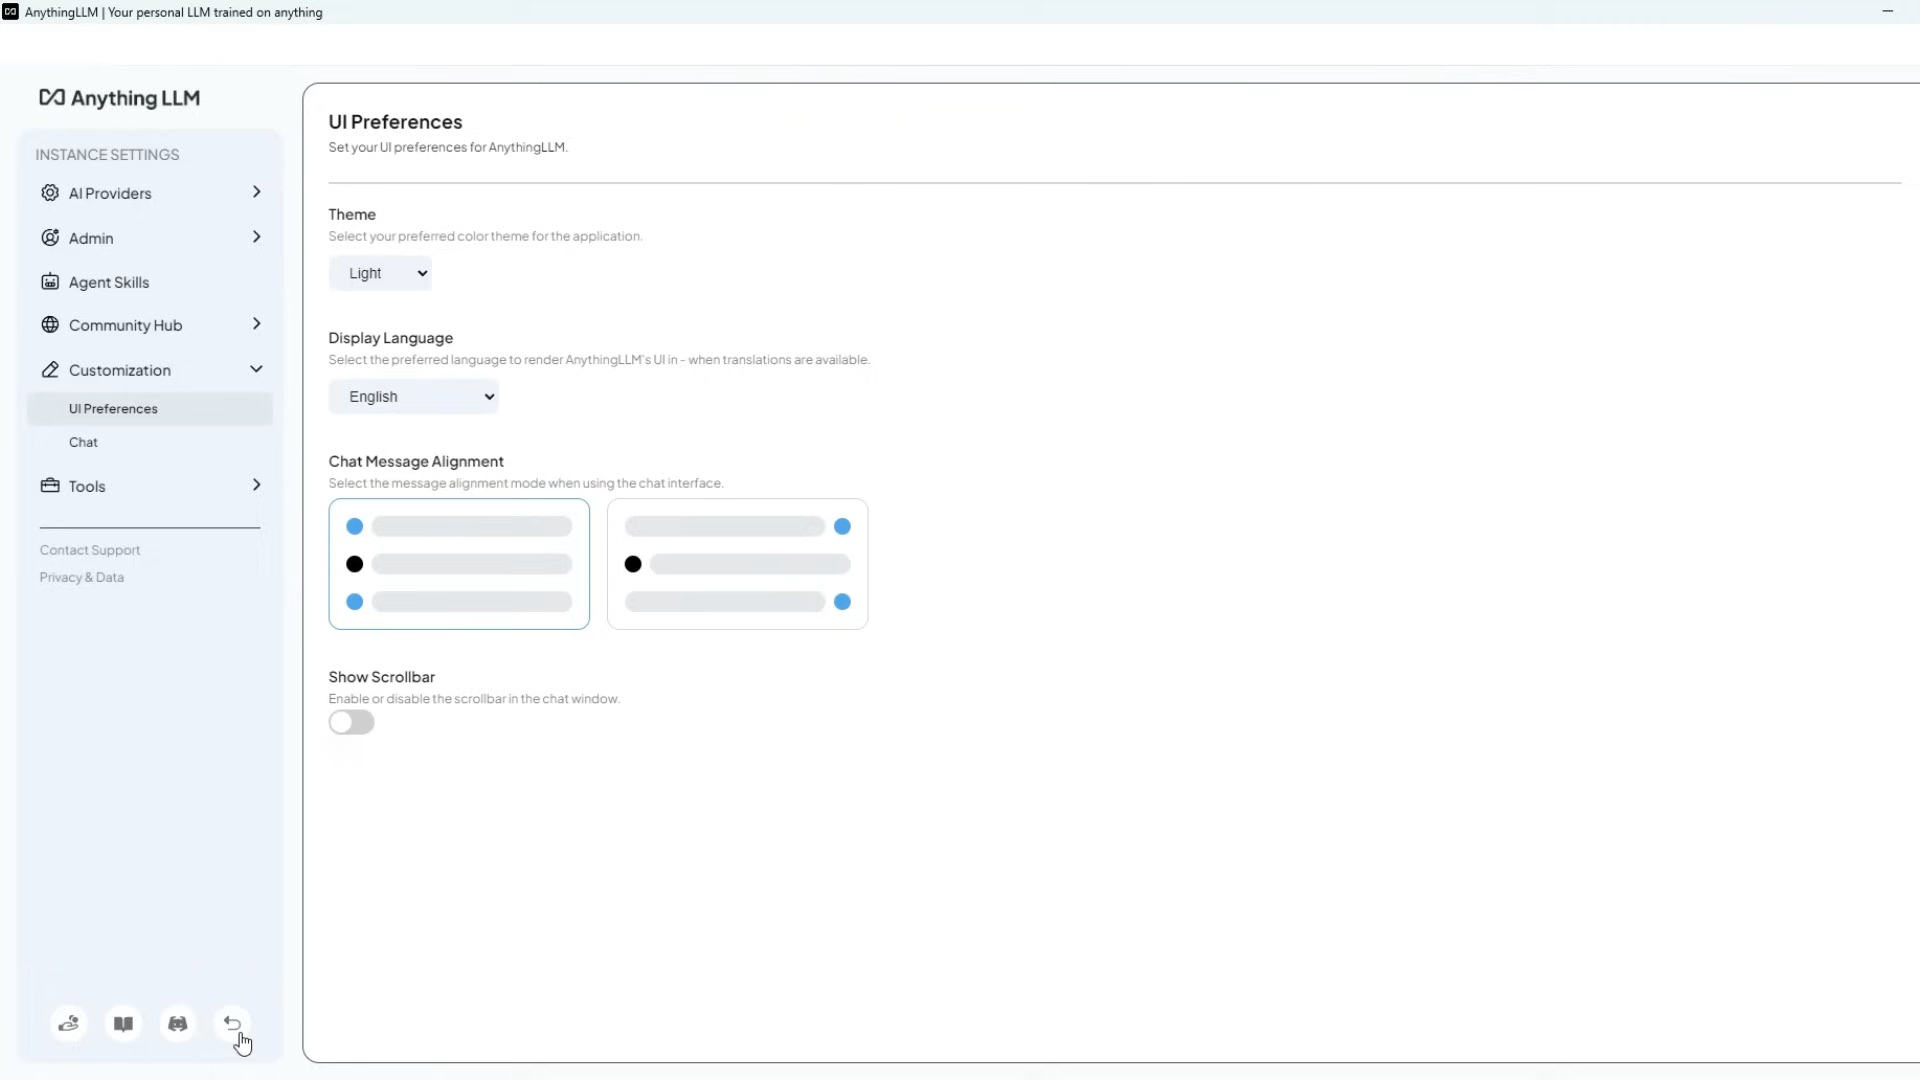 AnythingLLM | Your personal LLM trained on anything
Anything LLM
INSTANCE SETTINGS
AI Providers
Admin
Agent Skills
Community Hub
Customization
UI Preferences
Chat
Tools
Contact Support
Privacy & Data
UI Preferences
Set your UI preferences for AnythingLLM.
Theme
Select your preferred color theme for the application.
Light
Display Language
Select the preferred language to render AnythingLLM's UI in - when translations are available.
English
Chat Message Alignment
Select the message alignment mode when using the chat interface.
Show Scrollbar
Enable or disable the scrollbar in the chat window.